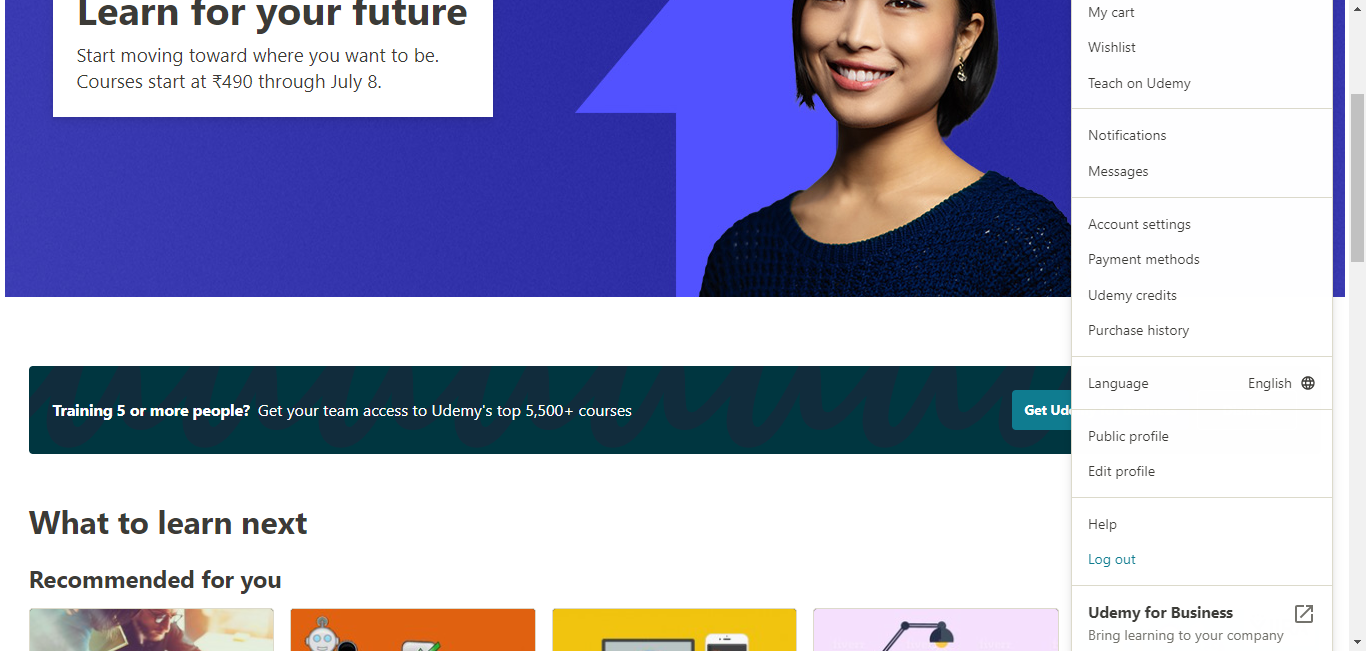 Learn for your future
Start moving toward where you want to be.
Courses start at ₹490 through July 8.
Training 5 or more people? Get your team access to Udemy's top 5,500+ courses
Get
What to learn next
Recommended for you
My cart
Wishlist
Teach on Udemy
Notifications
Messages
Account settings
Payment methods
Udemy credits
Purchase history
Language English
Public profile
Edit profile
Help
Log out
Udemy for Business
Bring learning to your company